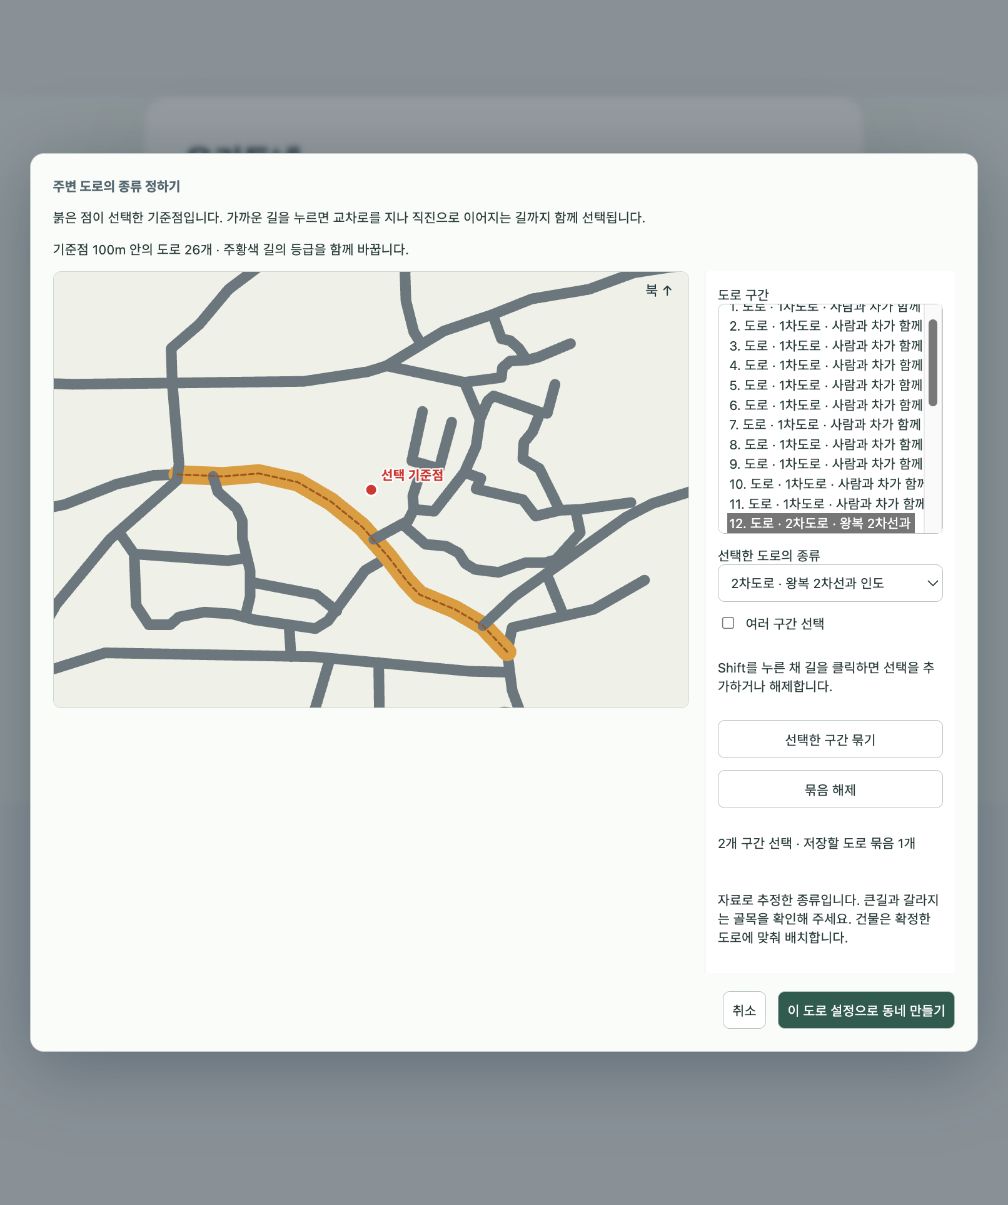 주변 도로의 종류 정하기
붉은 점이 선택한 기준점입니다. 가까운 길을 누르면 교차로를 지나 직진으로 이어지는 길까지 함께 선택됩니다.
기준점 100m 안의 도로 26개 · 주황색 길의 등급을 함께 바꿉니다.
북 ↑
선택 기준점
도로 구간
1. 도로 · 1차도로 · 사람과 차가 함께
2. 도로 · 1차도로 · 사람과 차가 함께
3. 도로 · 1차도로 · 사람과 차가 함께
4. 도로 · 1차도로 · 사람과 차가 함께
5. 도로 · 1차도로 · 사람과 차가 함께
6. 도로 · 1차도로 · 사람과 차가 함께
7. 도로 · 1차도로 · 사람과 차가 함께
8. 도로 · 1차도로 · 사람과 차가 함께
9. 도로 · 1차도로 · 사람과 차가 함께
10. 도로 · 1차도로 · 사람과 차가 함께
11. 도로 · 1차도로 · 사람과 차가 함께
12. 도로 · 2차도로 · 왕복 2차선과
선택한 도로의 종류
2차도로 · 왕복 2차선과 인도
여러 구간 선택
Shift를 누른 채 길을 클릭하면 선택을 추
가하거나 해제합니다.
선택한 구간 묶기
묶음 해제
2개 구간 선택 · 저장할 도로 묶음 1개
자료로 추정한 종류입니다. 큰길과 갈라지
는 골목을 확인해 주세요. 건물은 확정한
도로에 맞춰 배치합니다.
취소
이 도로 설정으로 동네 만들기